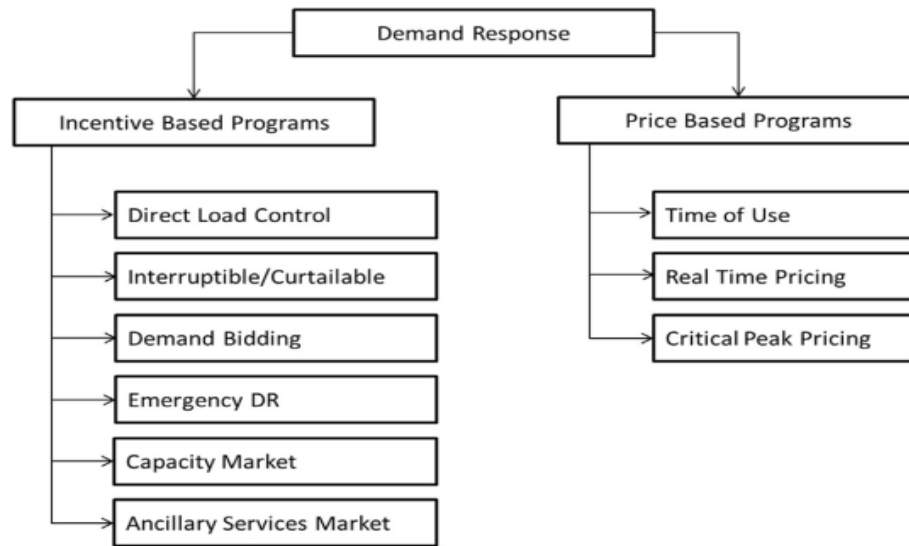 Demand Response
Incentive Based Programs
Direct Load Control
Interruptible/Curtailable
Demand Bidding
Emergency DR
Capacity Market
Ancillary Services Market
Price Based Programs
Time of Use
Real Time Pricing
Critical Peak Pricing